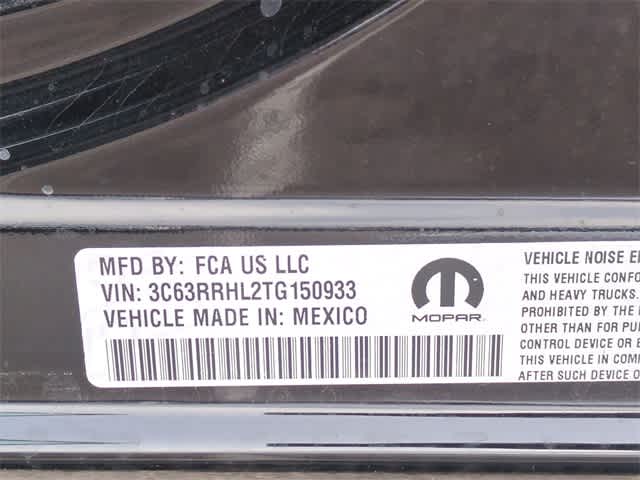 MFD BY: FCA US LLC
VIN: 3C63RRHL2TG150933
VEHICLE MADE IN: MEXICO
MOPAR
VEHICLE NOISE
THIS VEHICLE
AND HEAVY TRUCKS.
PROHIBITED BY THE
OTHER THAN FOR
CONTROL DEVICE OR
THIS VEHICLE IN
AFTER SUCH DEVICE